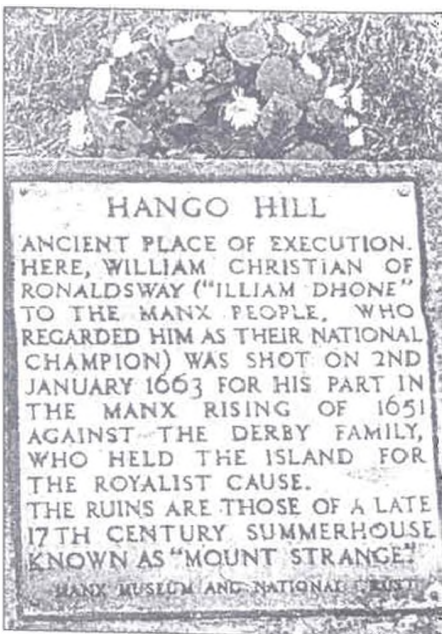 HANGO HILL
ANCIENT PLACE OF EXECUTION.
HERE, WILLIAM CHRISTIAN OF
RONALDSWAY ("ILLIAM DHONE"
TO THE MANX PEOPLE, WHO
REGARDED HIM AS THEIR NATIONAL
CHAMPION) WAS SHOT ON 2ND
JANUARY 1663 FOR HIS PART IN
THE MANX RISING OF 1651
AGAINST THE DERBY FAMILY,
WHO HELD THE ISLAND FOR
THE ROYALIST CAUSE.
THE RUINS ARE THOSE OF A LATE
17TH CENTURY SUMMERHOUSE
KNOWN AS "MOUNT STRANGE".
MANX MUSEUM AND NATIONAL TRUST